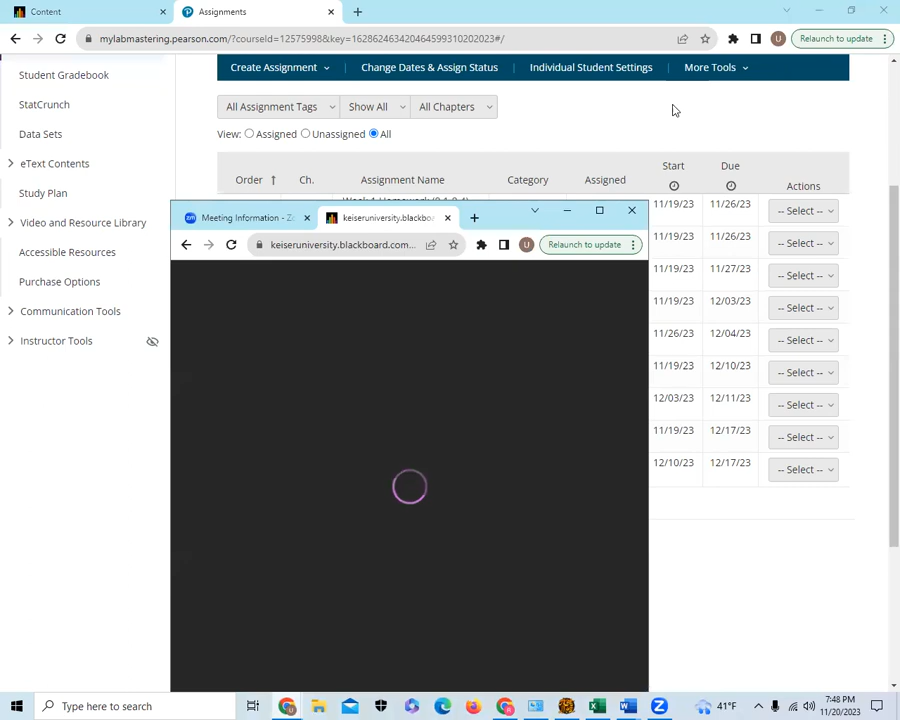 Content
Assignments
mylabmastering.pearson.com/?courseId=12575998&key=162862463420464599310202023#/
Relaunch to update
U
Student Gradebook
StatCrunch
Data Sets
eText Contents
Study Plan
Video and Resource Library
Accessible Resources
Purchase Options
Communication Tools
Instructor Tools
Create Assignment
Change Dates & Assign Status
Individual Student Settings
More Tools
All Assignment Tags
Show All
All Chapters
View: Assigned Unassigned All
Order Ch. Assignment Name Category Assigned Start Due Actions
11/19/23 11/26/23 -- Select --
11/19/23 11/26/23 -- Select --
11/19/23 11/27/23 -- Select --
11/19/23 12/03/23 -- Select --
11/26/23 12/04/23 -- Select --
11/19/23 12/10/23 -- Select --
12/03/23 12/11/23 -- Select --
11/19/23 12/17/23 -- Select --
12/10/23 12/17/23 -- Select --
zm Meeting Information - Zo
keiseruniversity.blackboard
keiseruniversity.blackboard.com...
U
Relaunch to update
Type here to search
41°F
7:48 PM
11/20/2023